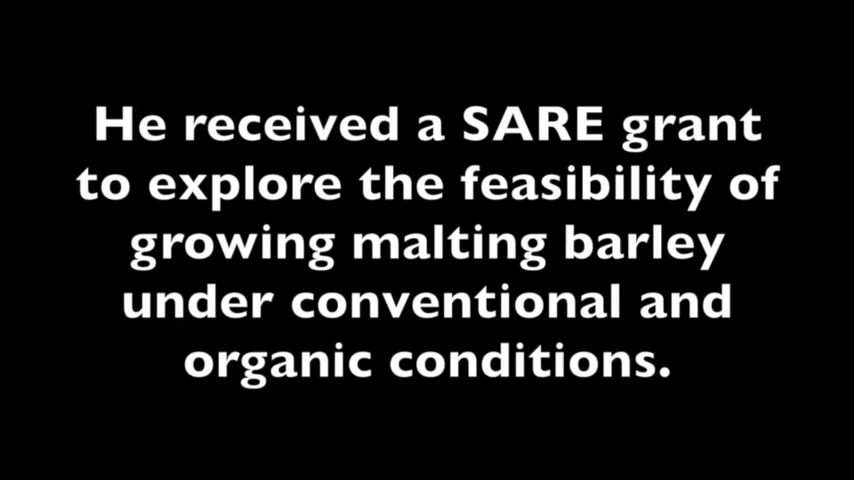 He received a SARE grant
to explore the feasibility of
growing malting barley
under conventional and
organic conditions.